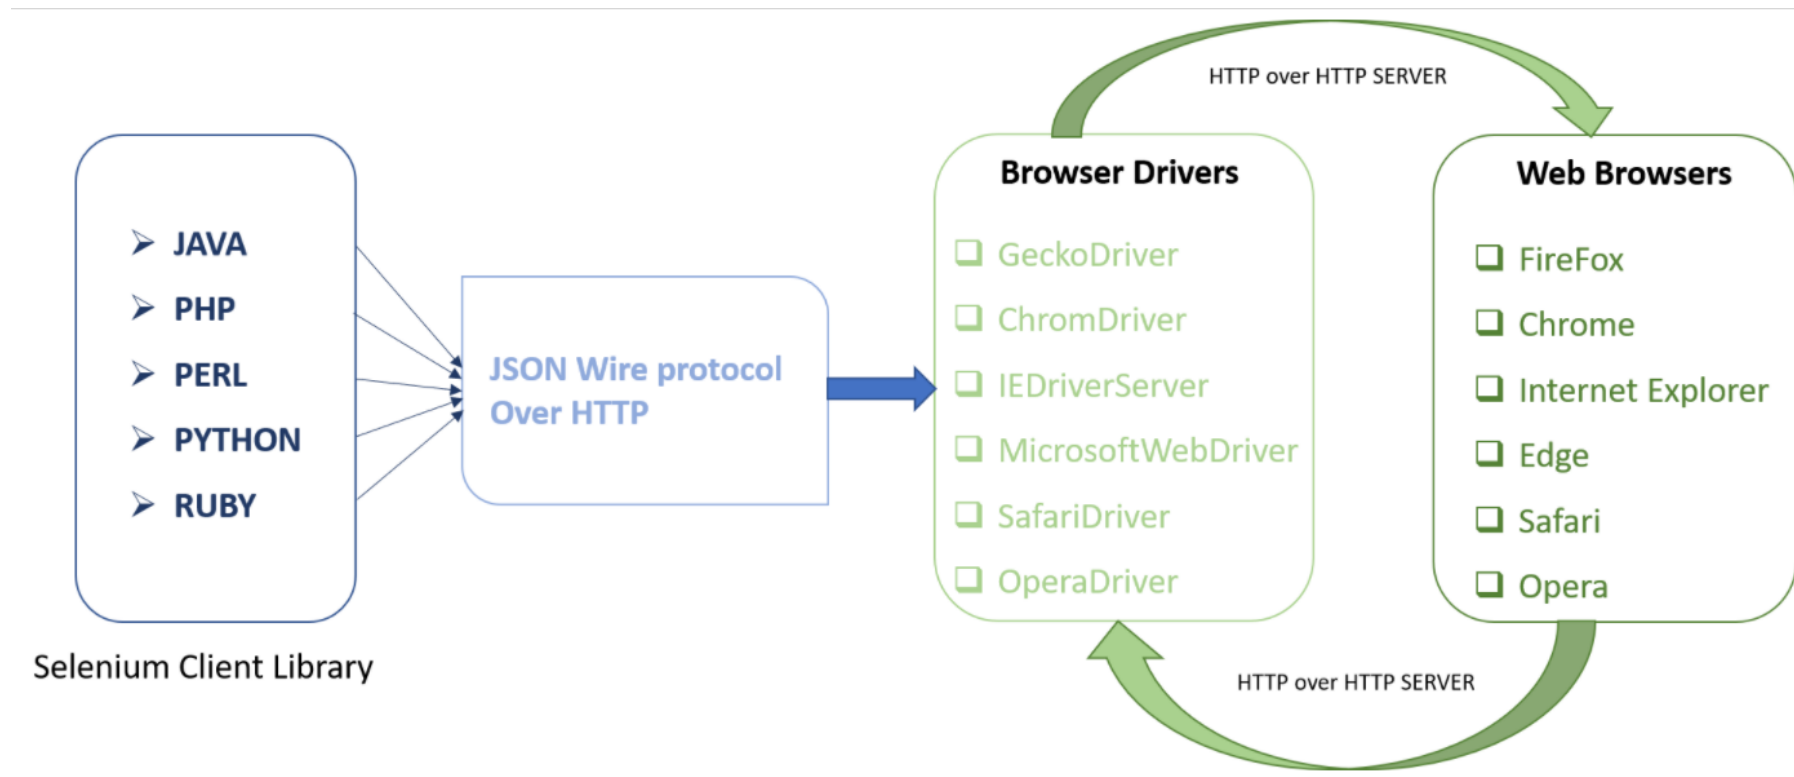 HTTP over HTTP SERVER
JAVA
PHP
PERL
PYTHON
RUBY
Selenium Client Library
JSON Wire protocol
Over HTTP
Browser Drivers
GeckoDriver
ChromDriver
IEDriverServer
MicrosoftWebDriver
SafariDriver
OperaDriver
Web Browsers
FireFox
Chrome
Internet Explorer
Edge
Safari
Opera
HTTP over HTTP SERVER